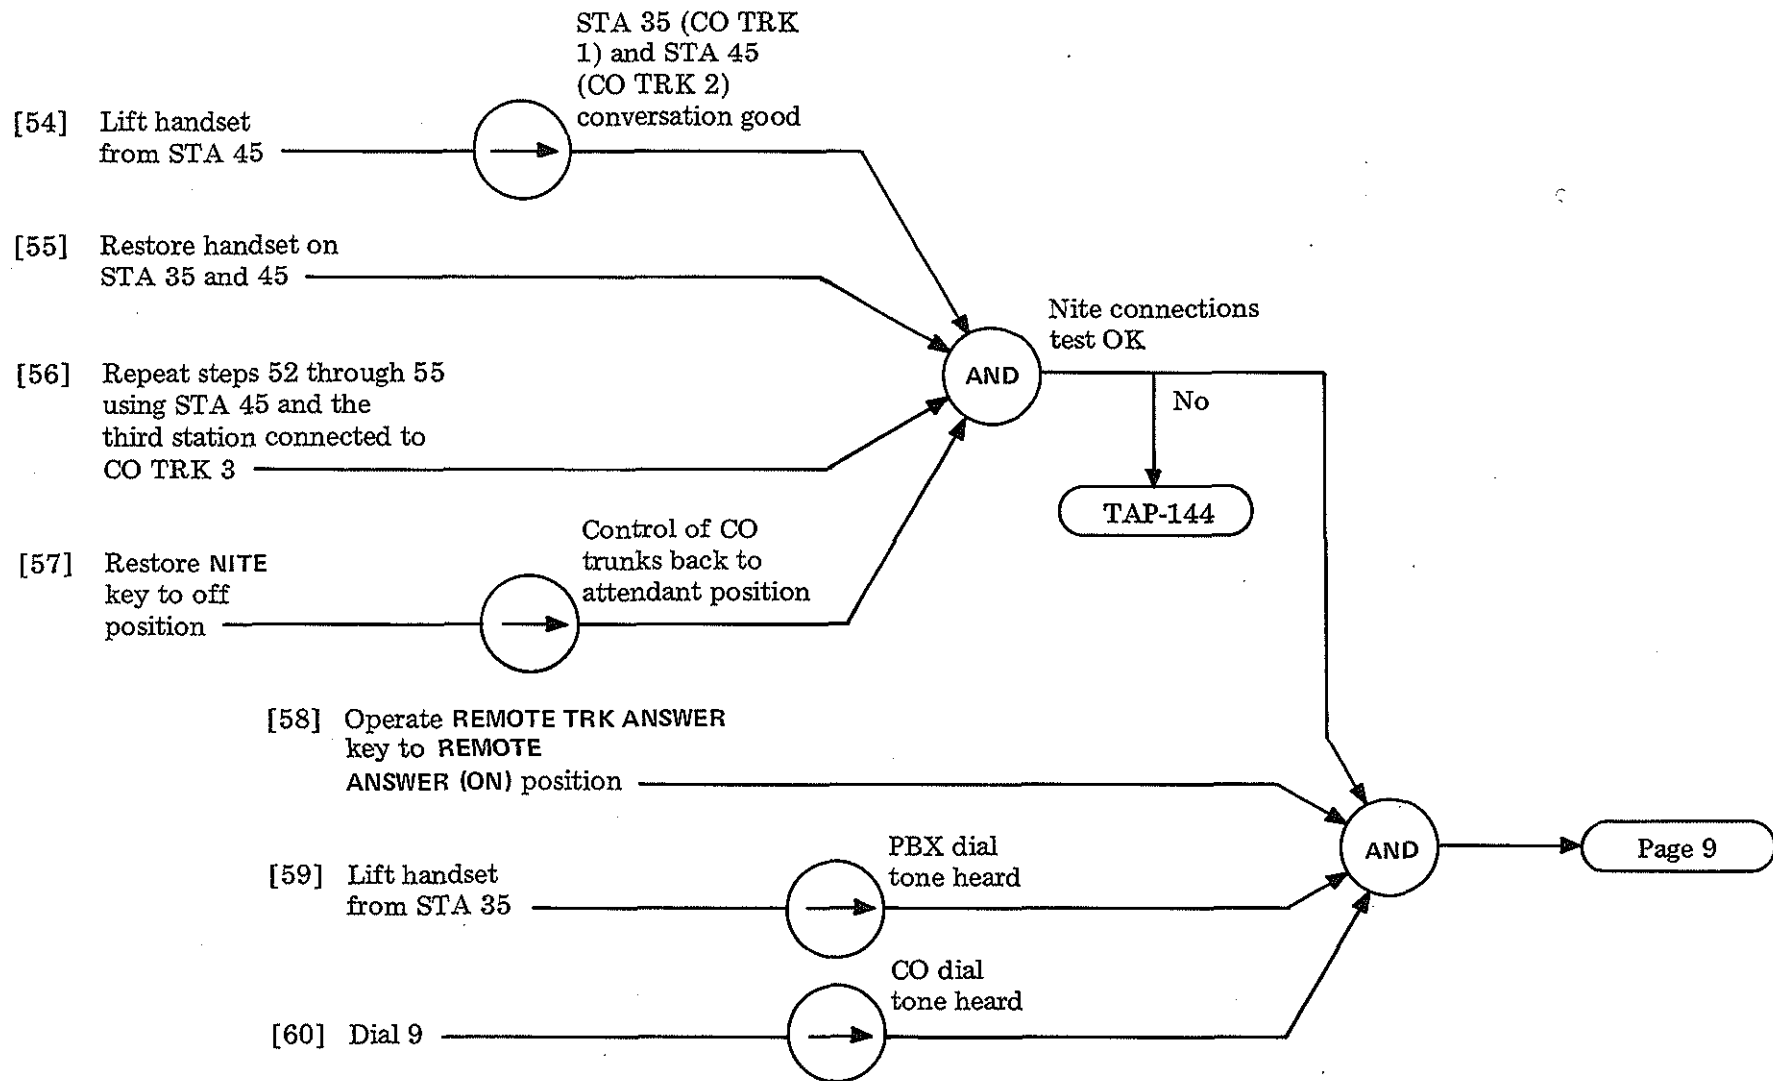 STA 35 (CO TRK
1) and STA 45
(CO TRK 2)
conversation good
[54] Lift handset
from STA 45
[55] Restore handset on
STA 35 and 45
Nite connections
test OK
[56] Repeat steps 52 through 55
using STA 45 and the
third station connected to
CO TRK 3
AND
No
TAP-144
Control of CO
trunks back to
attendant position
[57] Restore NITE
key to off
position
[58] Operate REMOTE TRK ANSWER
key to REMOTE
ANSWER (ON) position
PBX dial
tone heard
AND
Page 9
[59] Lift handset
from STA 35
CO dial
tone heard
[60] Dial 9